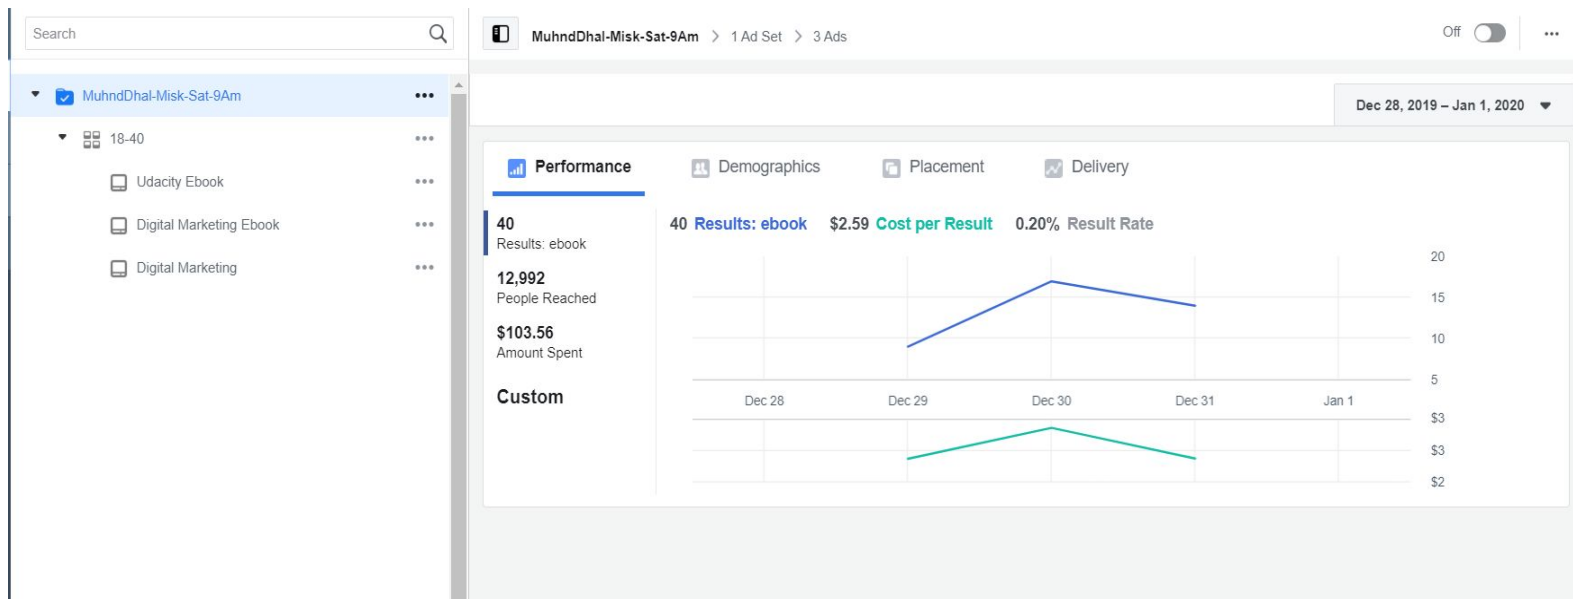 Search
MuhndDhal-Misk-Sat-9Am
18-40
Udacity Ebook
Digital Marketing Ebook
Digital Marketing
MuhndDhal-Misk-Sat-9Am > 1 Ad Set > 3 Ads
Off
Dec 28, 2019 – Jan 1, 2020
Performance Demographics Placement Delivery
40
Results: ebook
12,992
People Reached
$103.56
Amount Spent
Custom
40 Results: ebook $2.59 Cost per Result 0.20% Result Rate
20
15
10
5
Dec 28 Dec 29 Dec 30 Dec 31 Jan 1
$3
$3
$2